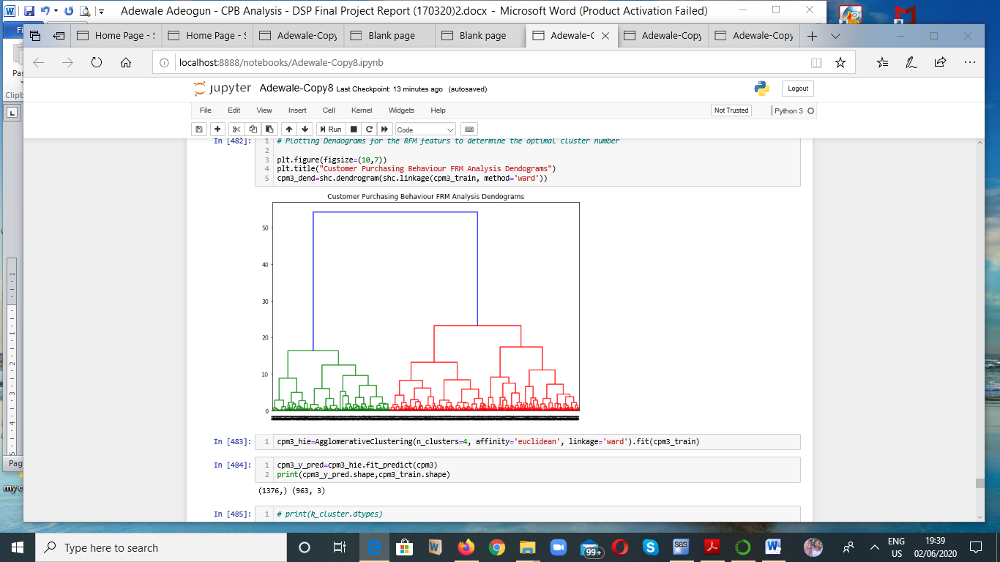 Adewale Adeogun - CPB Analysis - DSP Final Project Report (170320)2.docx - Microsoft Word (Product Activation Failed)
Home Page - S
Home Page - S
Adewale-Copy
Blank page
Blank page
Adewale-C
Adewale-Copy
Adewale-Copy
localhost:8888/notebooks/Adewale-Copy8.ipynb
Fi
Pas
Clipb
L
jupyter Adewale-Copy8 Last Checkpoint: 13 minutes ago (autosaved)
Logout
File Edit View Insert Cell Kernel Widgets Help
Not Trusted
Python 3
Run
Code
In [482]:
1 # Plotting Dendograms for the RFM featurs to determine the optimal cluster number
2
3 plt.figure(figsize=(10,7))
4 plt.title("Customer Purchasing Behaviour FRM Analysis Dendograms")
5 cpm3_dend=shc.dendrogram(shc.linkage(cpm3_train, method='ward'))
Customer Purchasing Behaviour FRM Analysis Dendograms
50
40
30
20
10
0
In [483]:
1 cpm3_hie=AgglomerativeClustering(n_clusters=4, affinity='euclidean', linkage='ward').fit(cpm3_train)
In [484]:
1 cpm3_y_pred=cpm3_hie.fit_predict(cpm3)
2 print(cpm3_y_pred.shape,cpm3_train.shape)
(1376,) (963, 3)
In [485]:
1 # print(k_cluster.dtypes)
Pag
my c
Type here to search
99+
sas
ENG
US
19:39
02/06/2020